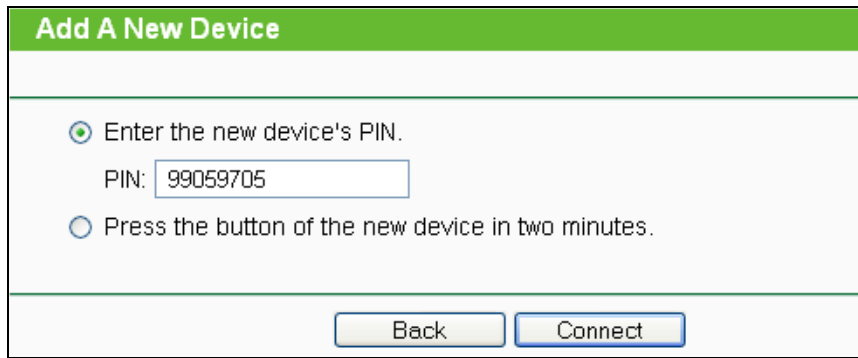 Add A New Device
Enter the new device's PIN.
PIN: 99059705
Press the button of the new device in two minutes.
Back Connect